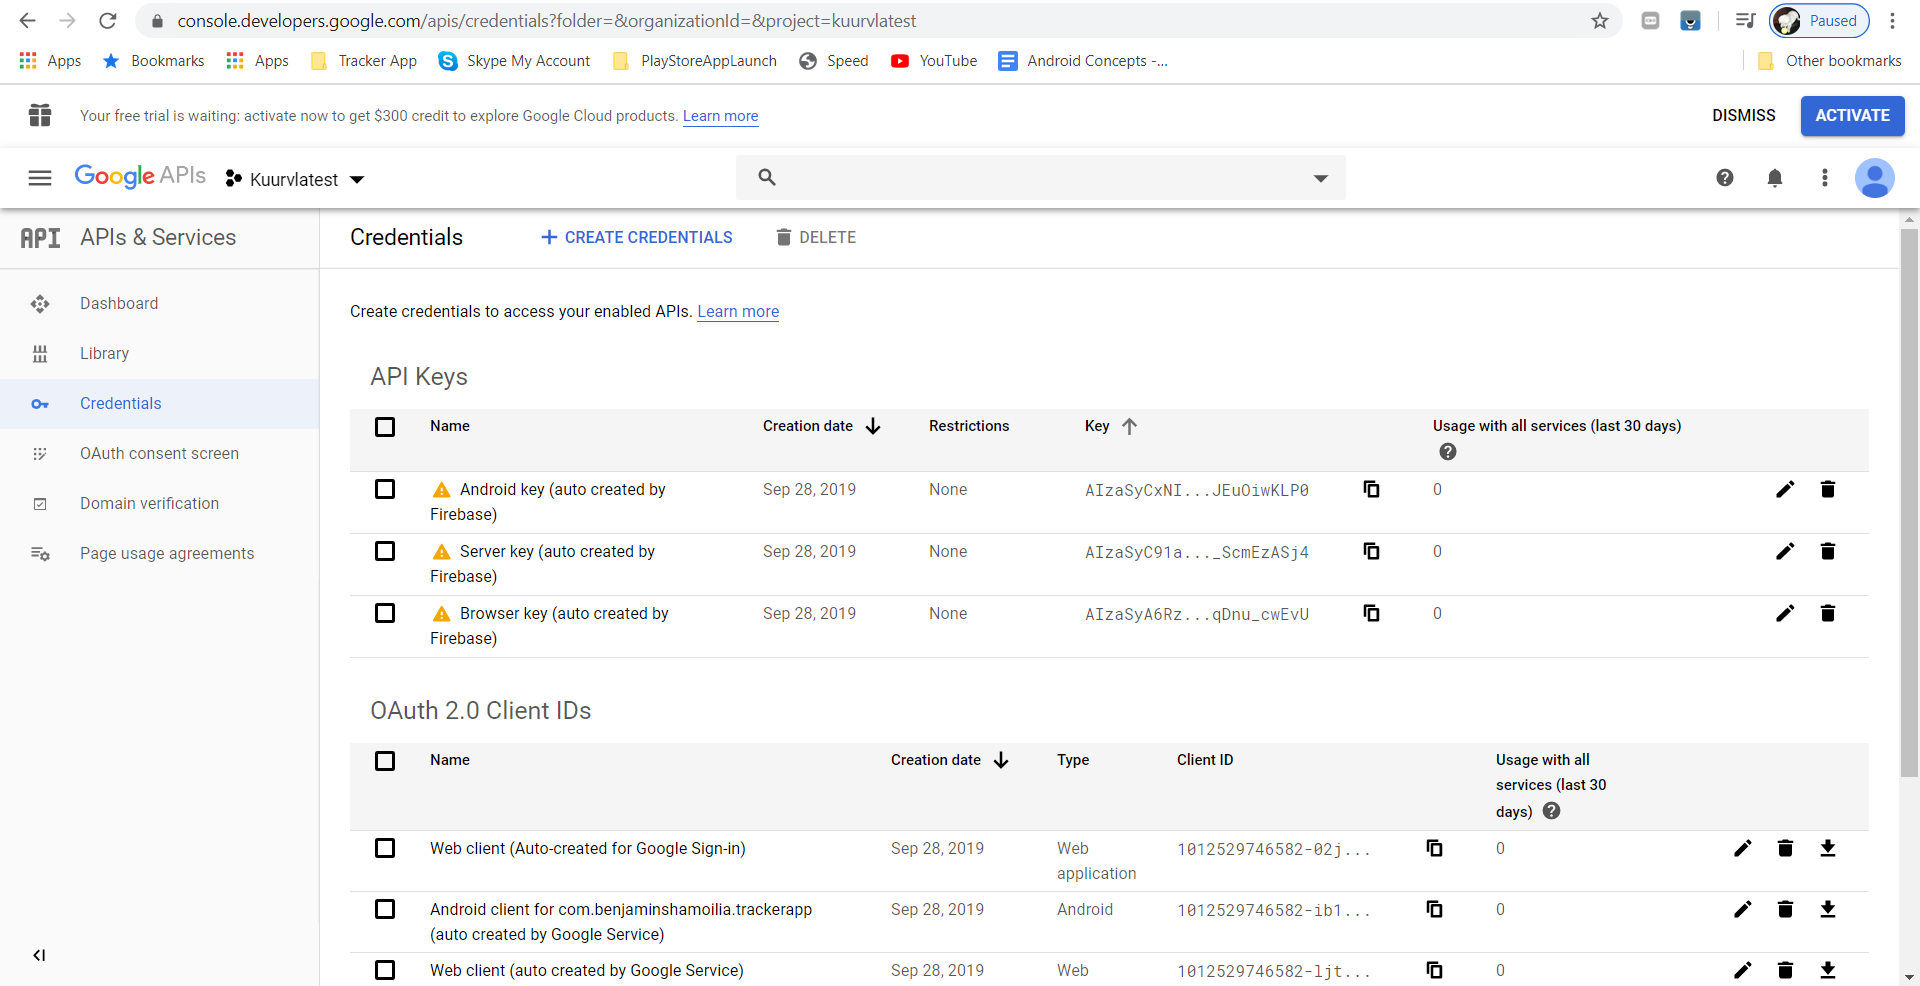 console.developers.google.com/apis/credentials?folder=&organizationId=&project=kuurvlatest
Paused
Apps
Bookmarks
Apps
Tracker App
Skype My Account
PlayStoreAppLaunch
Speed
YouTube
Android Concepts -...
Other bookmarks
Your free trial is waiting: activate now to get $300 credit to explore Google Cloud products. Learn more
DISMISS
ACTIVATE
Google APIs
Kuurvlatest
API APIs & Services
Credentials
CREATE CREDENTIALS
DELETE
Dashboard
Library
Credentials
OAuth consent screen
Domain verification
Page usage agreements
Create credentials to access your enabled APIs. Learn more
API Keys
Name Creation date Restrictions Key Usage with all services (last 30 days)
Android key (auto created by Sep 28, 2019 None AIzaSyCxNI...JEuOiwKLP0 0
Firebase)
Server key (auto created by Sep 28, 2019 None AIzaSyC91a..._ScmEzASj4 0
Firebase)
Browser key (auto created by Sep 28, 2019 None AIzaSyA6Rz...qDnu_cwEvU 0
Firebase)
OAuth 2.0 Client IDs
Name Creation date Type Client ID Usage with all
services (last 30
days)
Web client (Auto-created for Google Sign-in) Sep 28, 2019 Web 1012529746582-02j... 0
application
Android client for com.benjaminshamoilia.trackerapp Sep 28, 2019 Android 1012529746582-ib1... 0
(auto created by Google Service)
Web client (auto created by Google Service) Sep 28, 2019 Web 1012529746582-ljt... 0